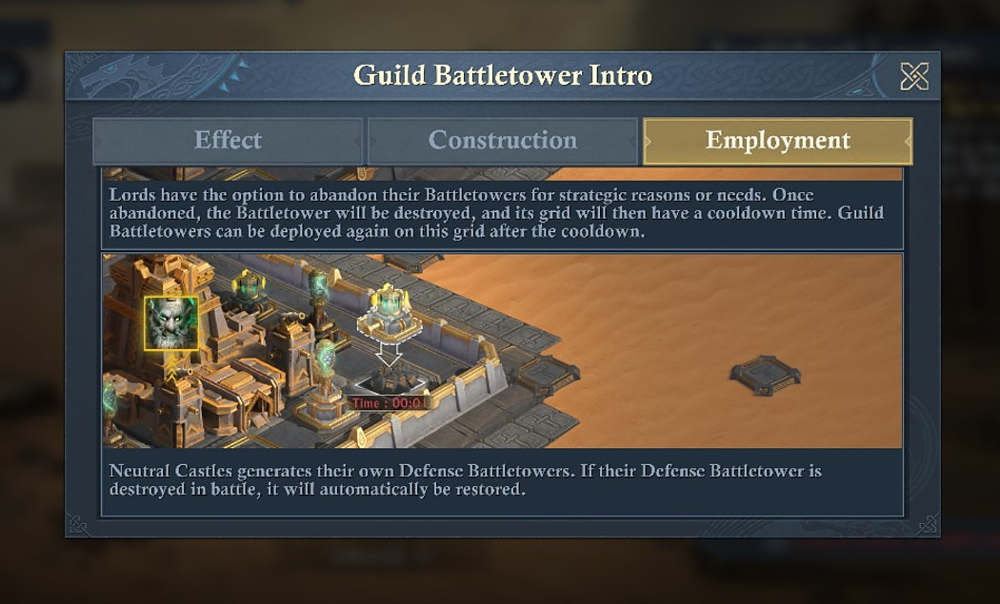 Guild Battletower Intro
Effect
Construction
Employment
Lords have the option to abandon their Battletowers for strategic reasons or needs. Once
abandoned, the Battletower will be destroyed, and its grid will then have a cooldown time. Guild
Battletowers can be deployed again on this grid after the cooldown.
Time : 00:01
Neutral Castles generates their own Defense Battletowers. If their Defense Battletower is
destroyed in battle, it will automatically be restored.